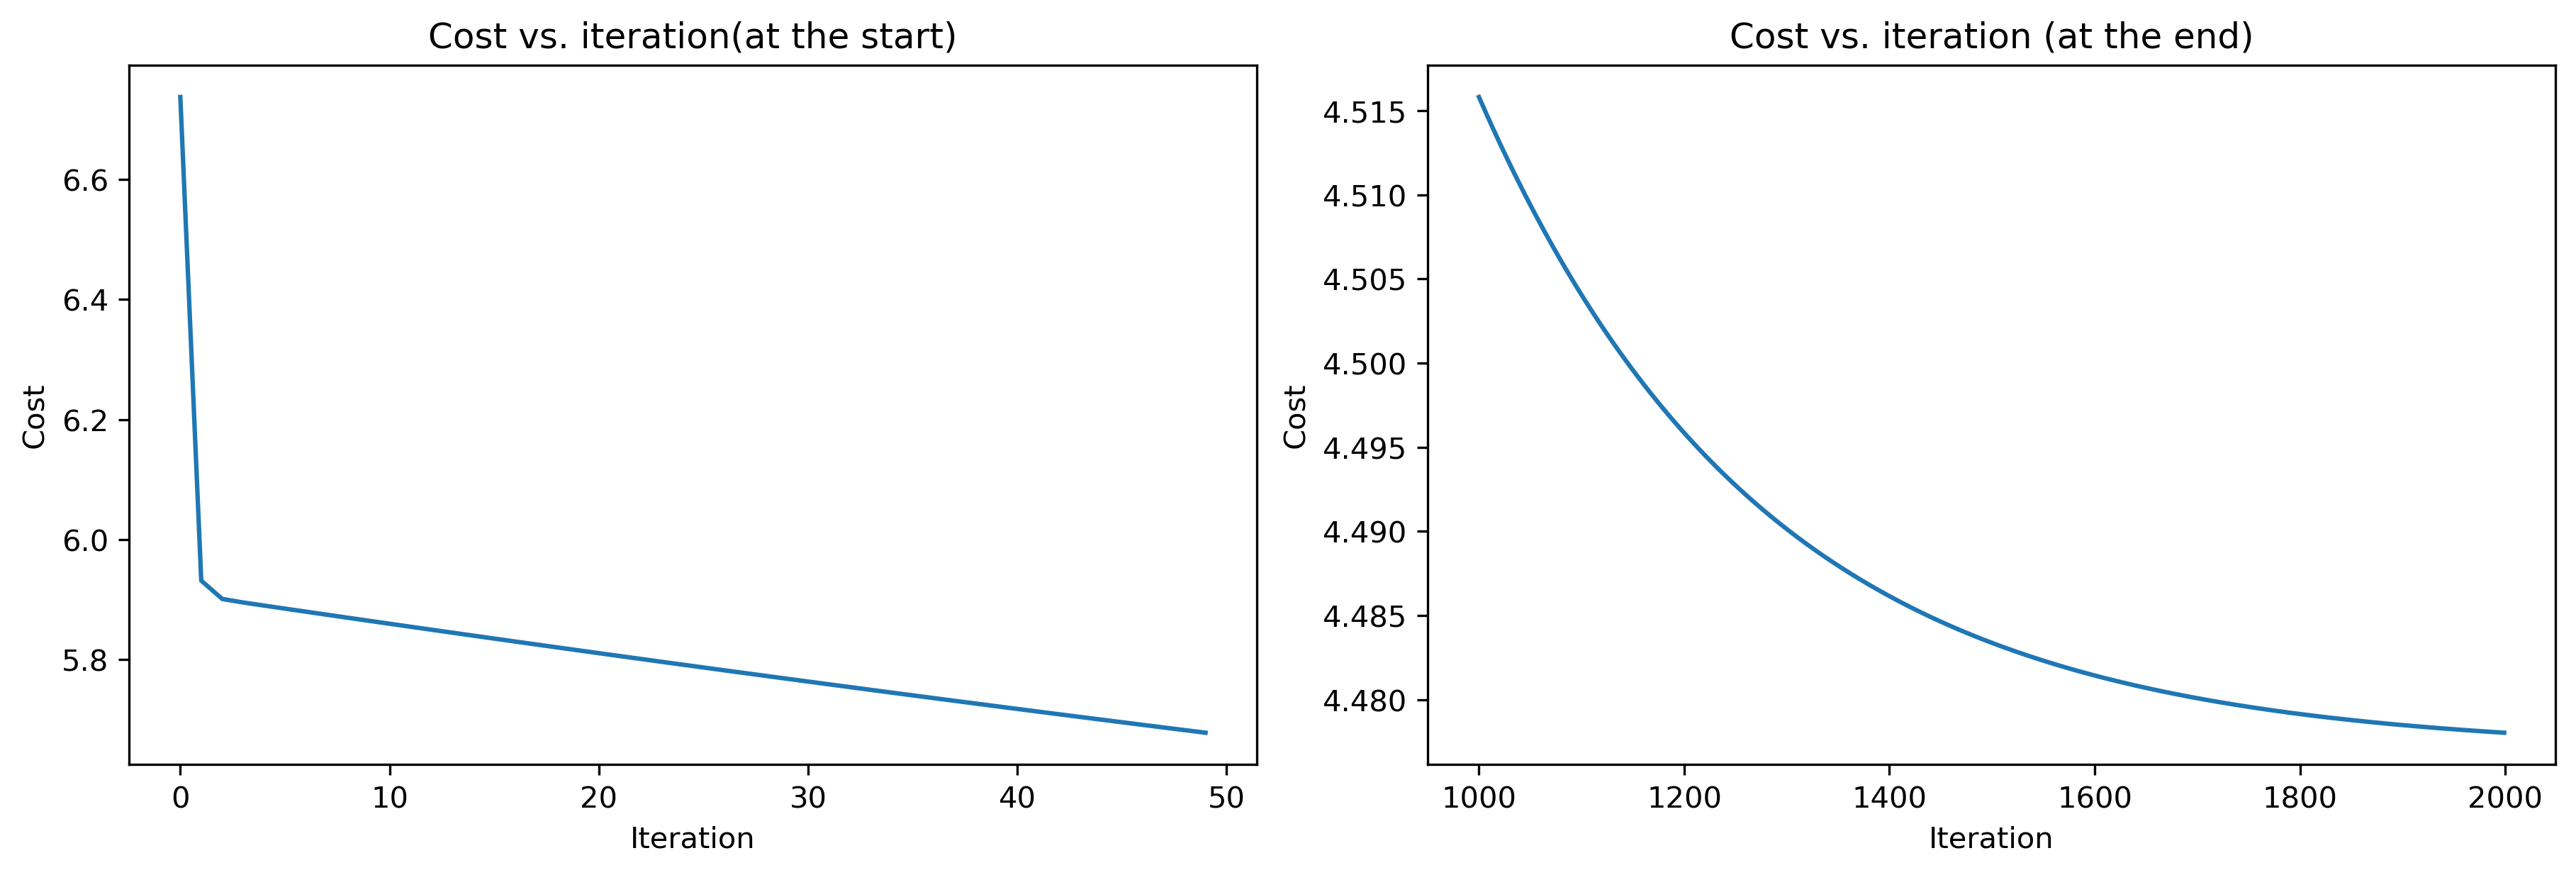 Cost vs. iteration(at the start)
6.6
6.4
6.2
6.0
5.8
Cost
0 10 20 30 40 50
Iteration
Cost vs. iteration (at the end)
4.515
4.510
4.505
4.500
4.495
4.490
4.485
4.480
Cost
1000 1200 1400 1600 1800 2000
Iteration